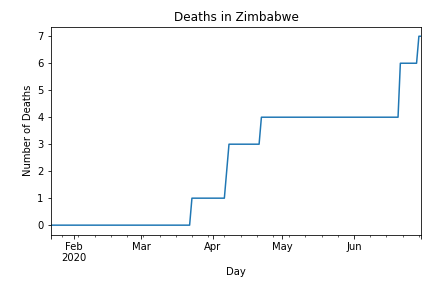 Deaths in Zimbabwe
Number of Deaths
7
6
5
4
3
2
1
0
Feb
2020
Mar
Apr
May
Jun
Day